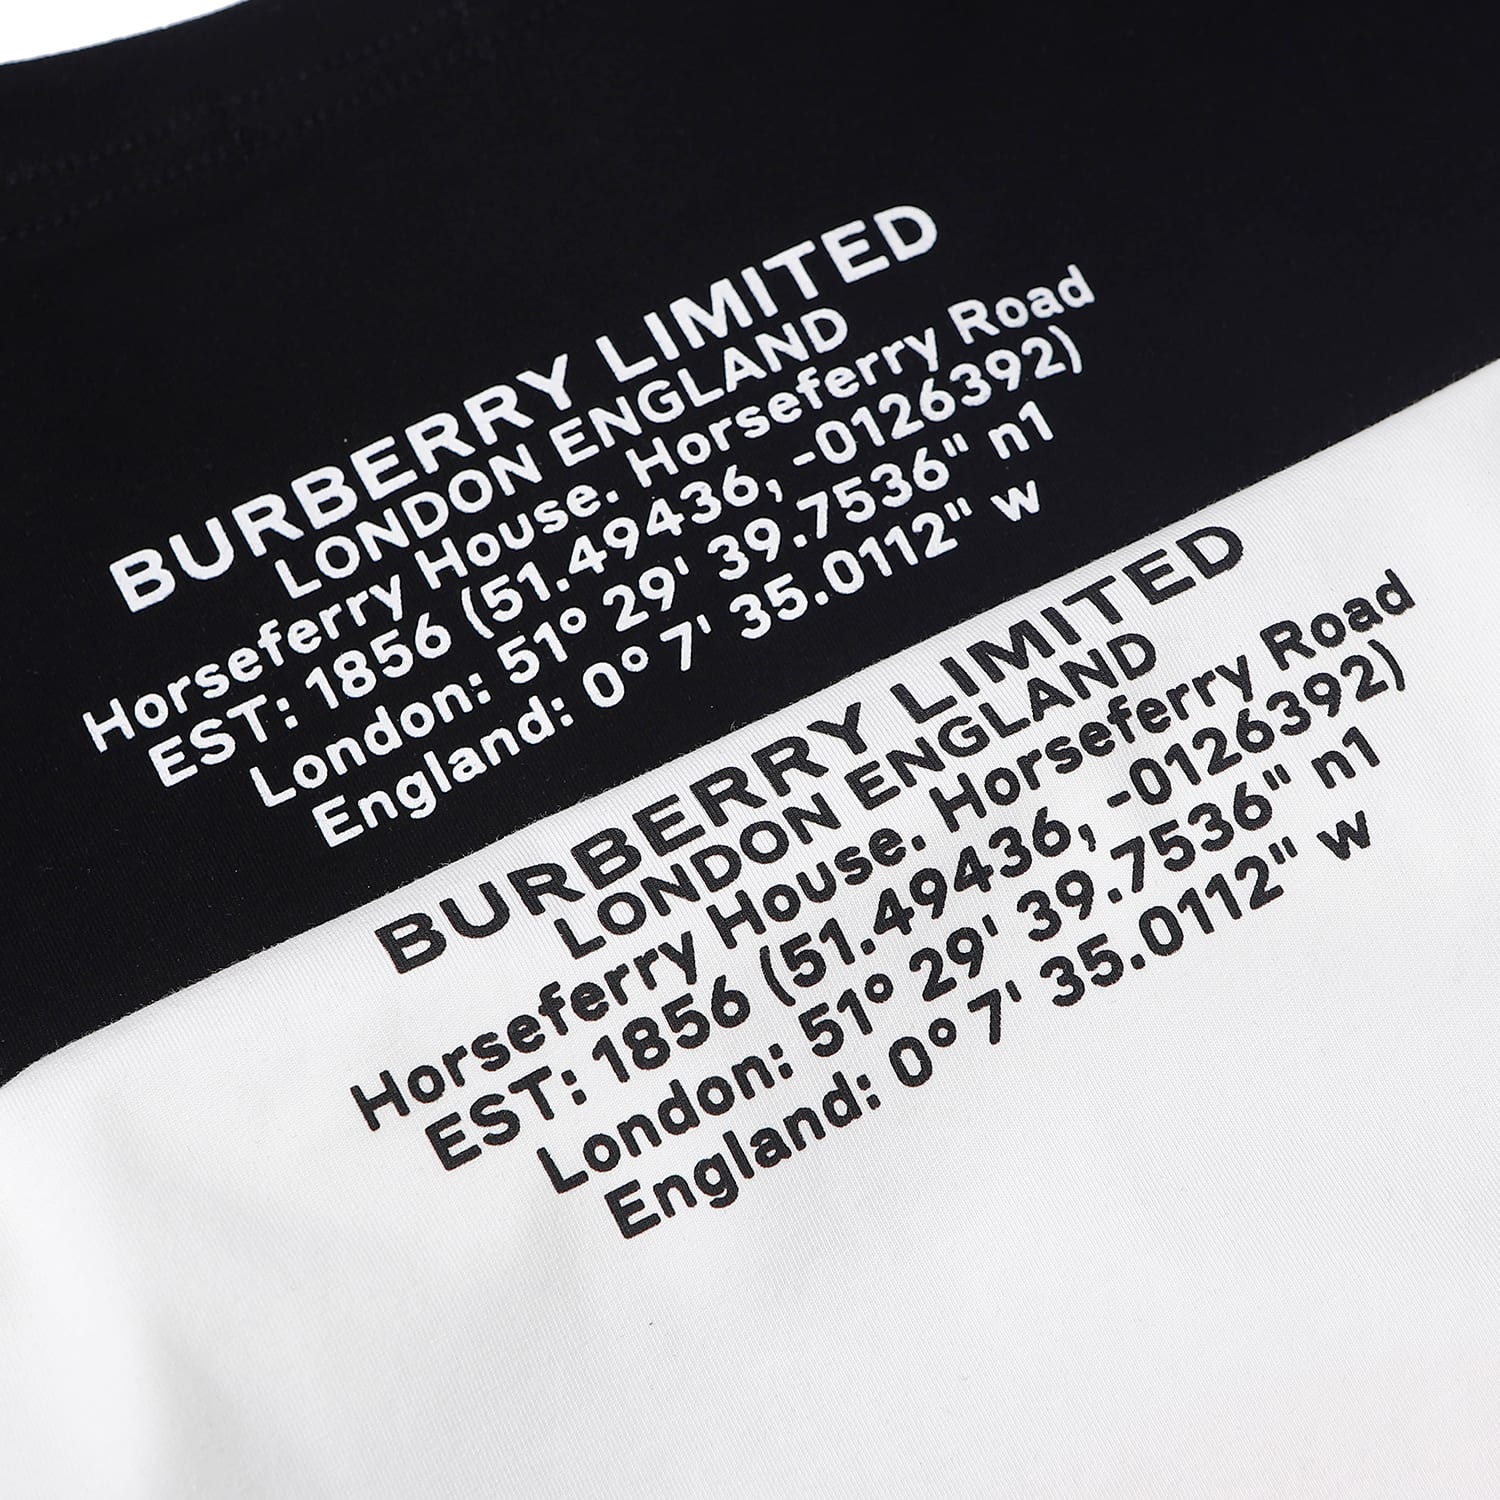 BURBERRY LIMITED
LONDON ENGLAND
Horseferry House. Horseferry Road
EST: 1856 (51.49436, -0126392)
London: 51° 29' 39.7536" n1
England: 0° 7' 35.0112" w
BURBERRY LIMITED
LONDON ENGLAND
Horseferry House. Horseferry Road
EST: 1856 (51.49436, -0126392)
London: 51° 29' 39.7536" n1
England: 0° 7' 35.0112" w